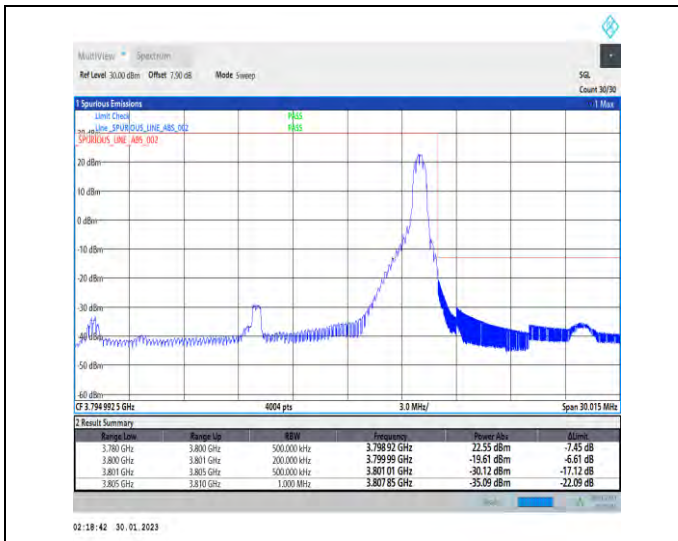 MultiView Spectrum
Ref Level 30.00 dBm Offset 7.90 dB Mode Sweep SGL
Count 30/30
1 Spurious Emissions 1 Max
Limit Check PASS
Line _SPURIOUS_LINE_ABS_002 PASS
_SPURIOUS_LINE_ABS_002
20 dBm
10 dBm
0 dBm
-10 dBm
-20 dBm
-30 dBm
-40 dBm
-50 dBm
-60 dBm
CF 3.794 992 5 GHz 4004 pts 3.0 MHz/ Span 30.015 MHz
2 Result Summary
Range Low Range Up RBW Frequency Power Abs ΔLimit
3.780 GHz 3.800 GHz 500.000 kHz 3.798 92 GHz 22.55 dBm -7.45 dB
3.800 GHz 3.801 GHz 200.000 kHz 3.799 99 GHz -19.61 dBm -6.61 dB
3.801 GHz 3.805 GHz 500.000 kHz 3.801 01 GHz -30.12 dBm -17.12 dB
3.805 GHz 3.810 GHz 1.000 MHz 3.807 85 GHz -35.09 dBm -22.09 dB
02:18:42 30.01.2023